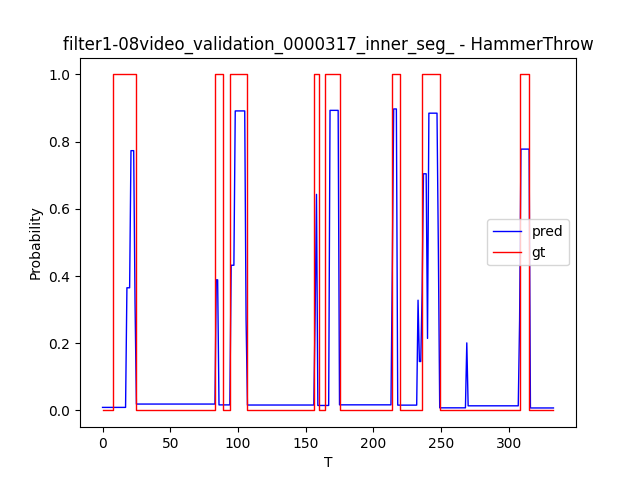 filter1-08video_validation_0000317_inner_seg_ - HammerThrow
1.0
0.8
0.6
0.4
0.2
0.0
Probability
pred
gt
0 50 100 150 200 250 300
T